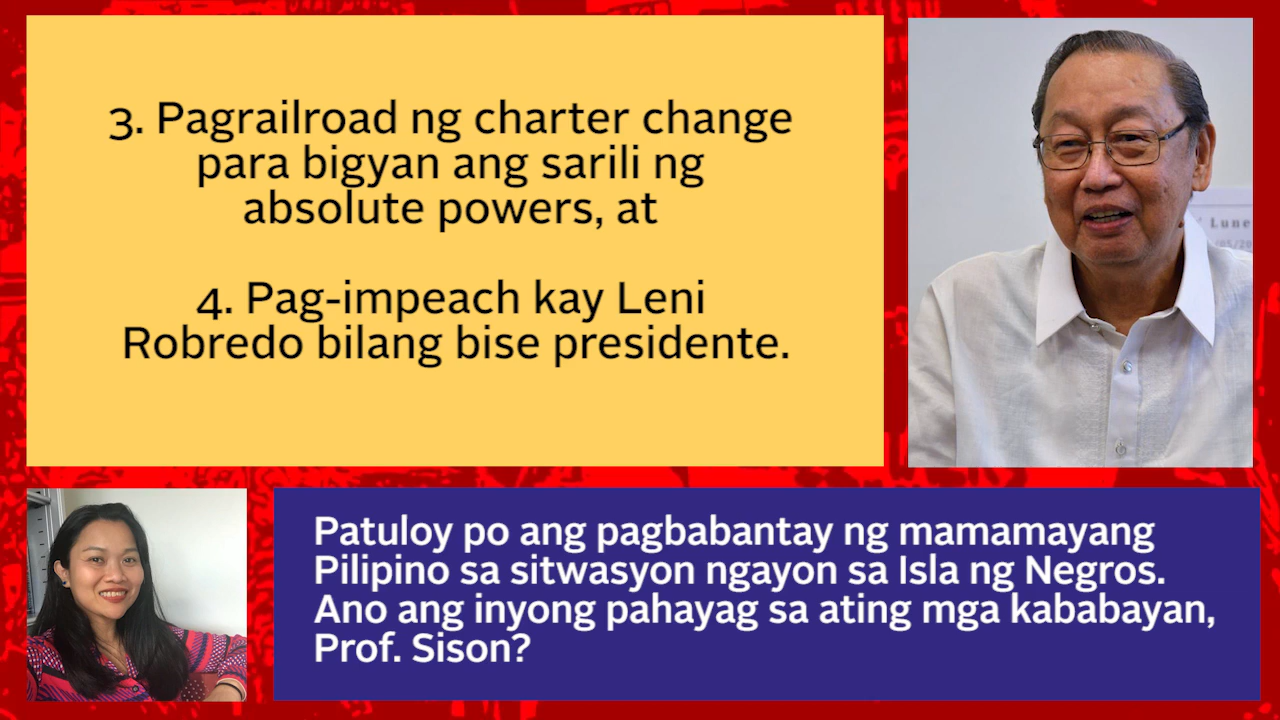 3. Pagrailroad ng charter change
para bigyan ang sarili ng
absolute powers, at
4. Pag-impeach kay Leni
Robredo bilang bise presidente.
Lune
Patuloy po ang pagbabantay ng mamamayang
Pilipino sa sitwasyon ngayon sa Isla ng Negros.
Ano ang inyong pahayag sa ating mga kababayan,
Prof. Sison?